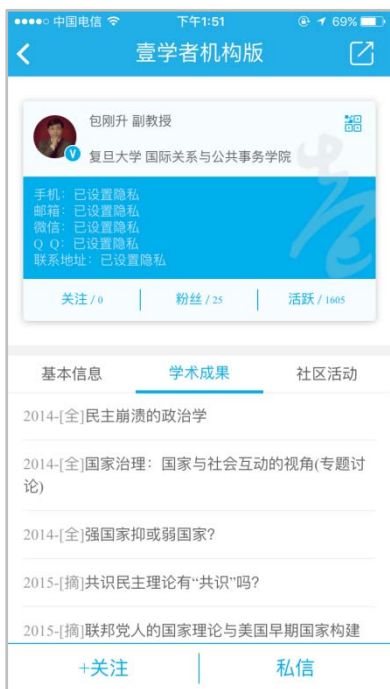 中国电信 下午1:51 69%
壹学者机构版
包刚升 副教授
V 复旦大学 国际关系与公共事务学院
手机：已设置隐私
邮箱：已设置隐私
微信：已设置隐私
Q Q：已设置隐私
联系地址：已设置隐私
关注 / 0 粉丝 / 25 活跃 / 1605
基本信息 学术成果 社区活动
2014-[全]民主崩溃的政治学
2014-[全]国家治理：国家与社会互动的视角(专题讨
论)
2014-[全]强国家抑或弱国家?
2015-[摘]共识民主理论有“共识”吗?
2015-[摘]联邦党人的国家理论与美国早期国家构建
+关注 私信